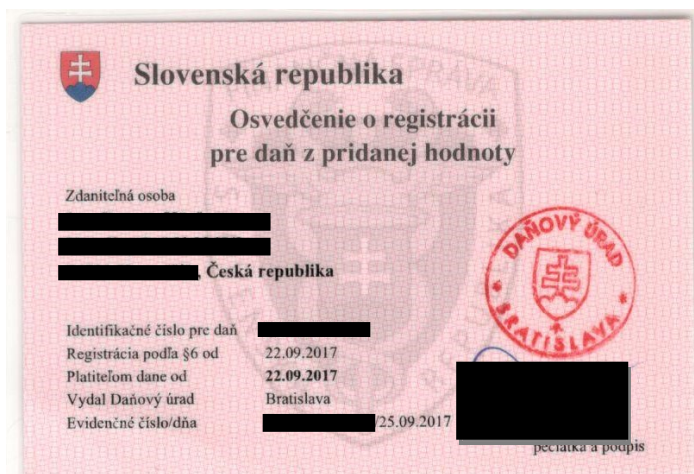 Slovenská republika
Osvedčenie o registrácii
pre daň z pridanej hodnoty
Zdaniteľná osoba
, Česká republika
Identifikačné číslo pre daň
Registrácia podľa §6 od 22.09.2017
Platiteľom dane od 22.09.2017
Vydal Daňový úrad Bratislava
Evidenčné číslo/dňa /25.09.2017
pečiatka a podpis
DAŇOVÝ ÚRAD
BRATISLAVA